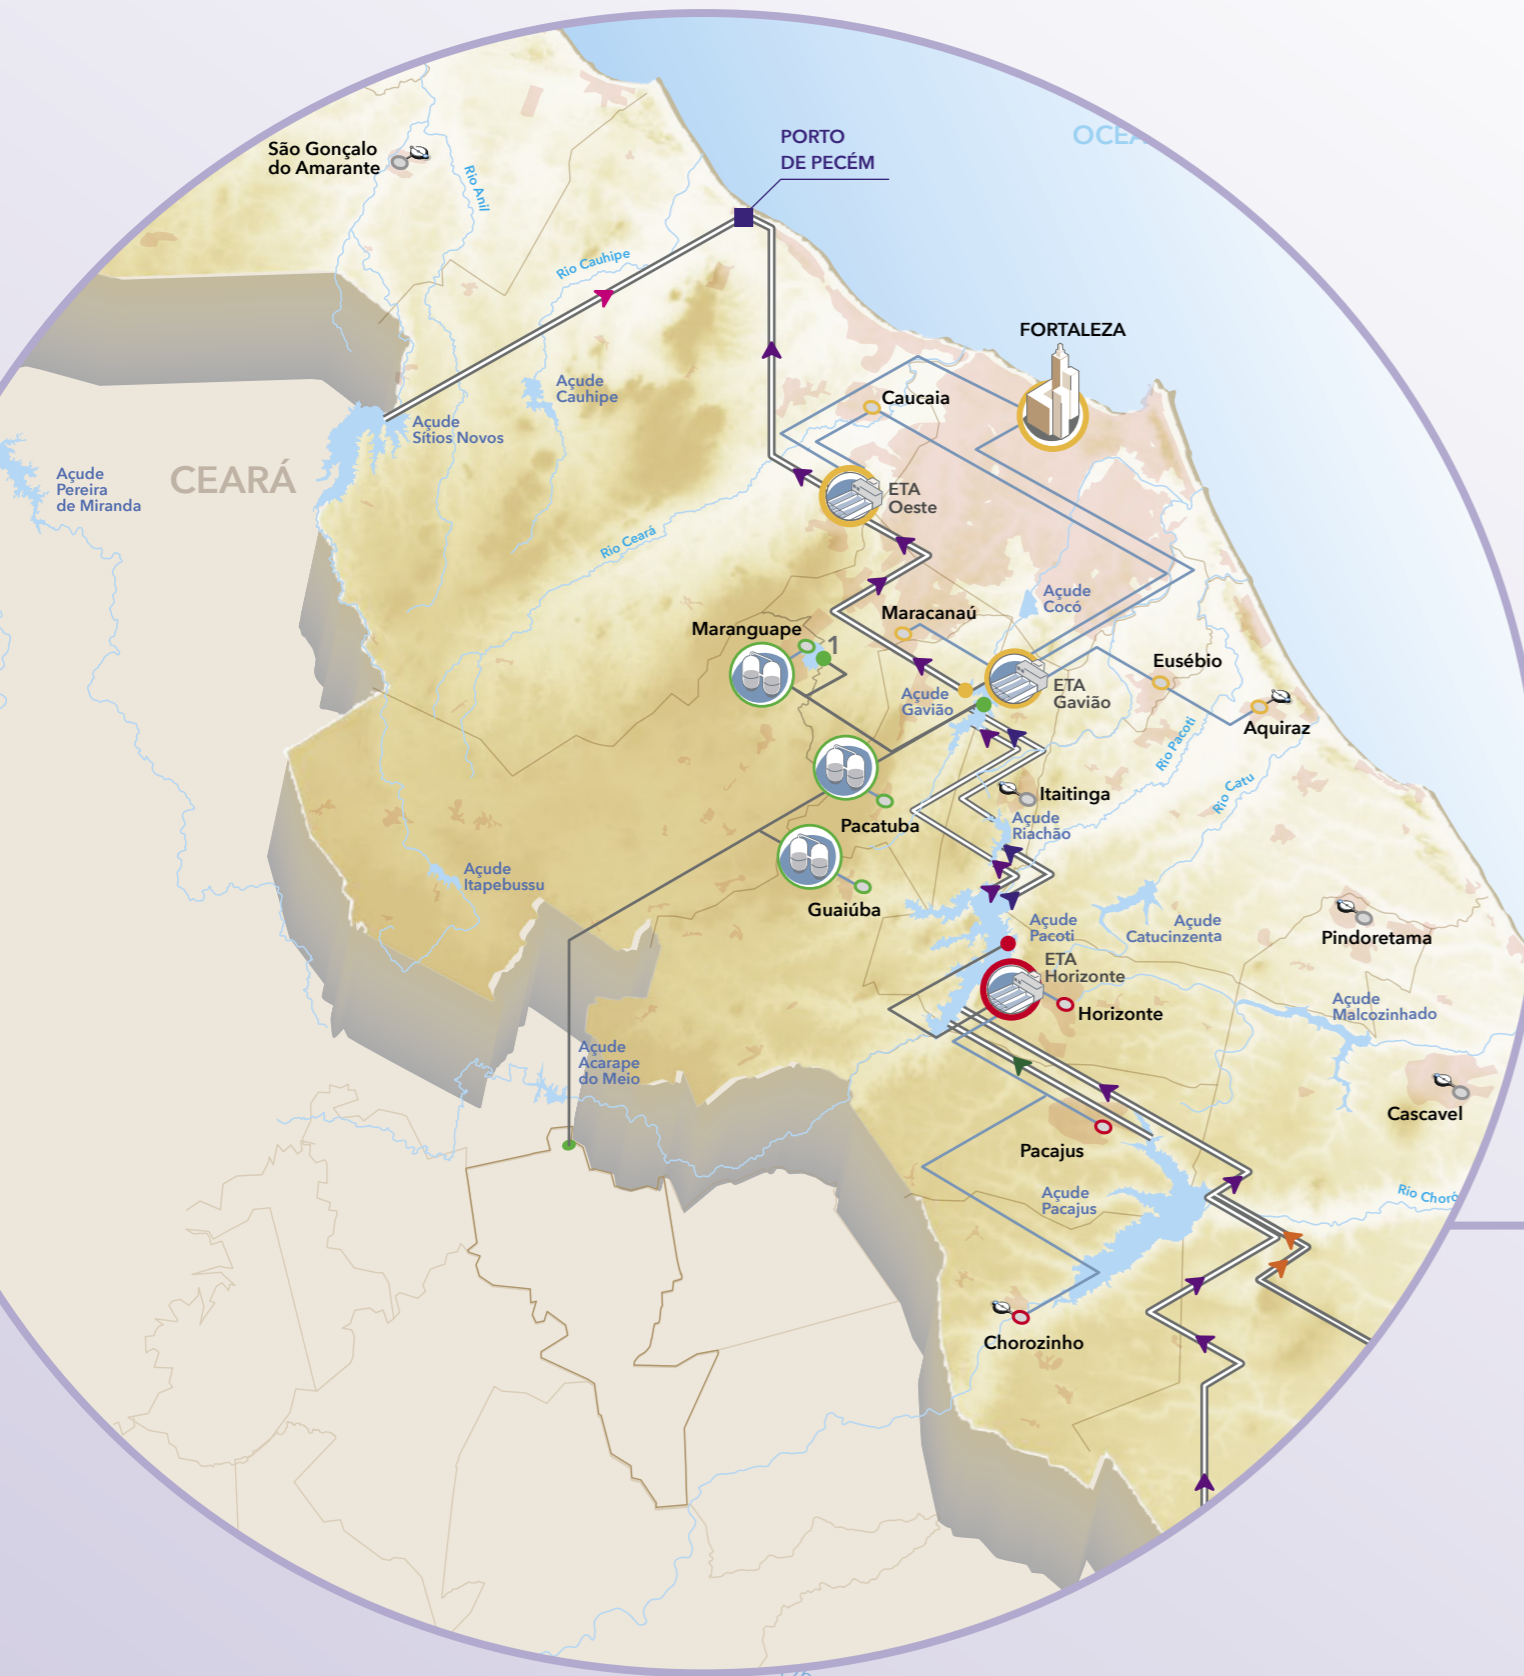 OCEA
PORTO
DE PECÉM
São Gonçalo
do Amarante
Rio Anil
Rio Cauhipe
FORTALEZA
Açude
Cauhipe
Caucaia
Açude
Sítios Novos
CEARÁ
Açude
Pereira
de Miranda
ETA
Oeste
Rio Ceará
Açude
Cocó
Maracanaú
Maranguape
1
Eusébio
ETA
Gavião
Açude
Gavião
Aquiraz
Rio Pacoti
Rio Catu
Itaitinga
Açude
Riachão
Pacatuba
Açude
Itapebussu
Guaiúba
Açude
Pacoti
Açude
Catucinzenta
Pindoretama
ETA
Horizonte
Horizonte
Açude
Malcozinhado
Açude
Acarape
do Meio
Cascavel
Pacajus
Açude
Pacajus
Rio Choró
Chorozinho